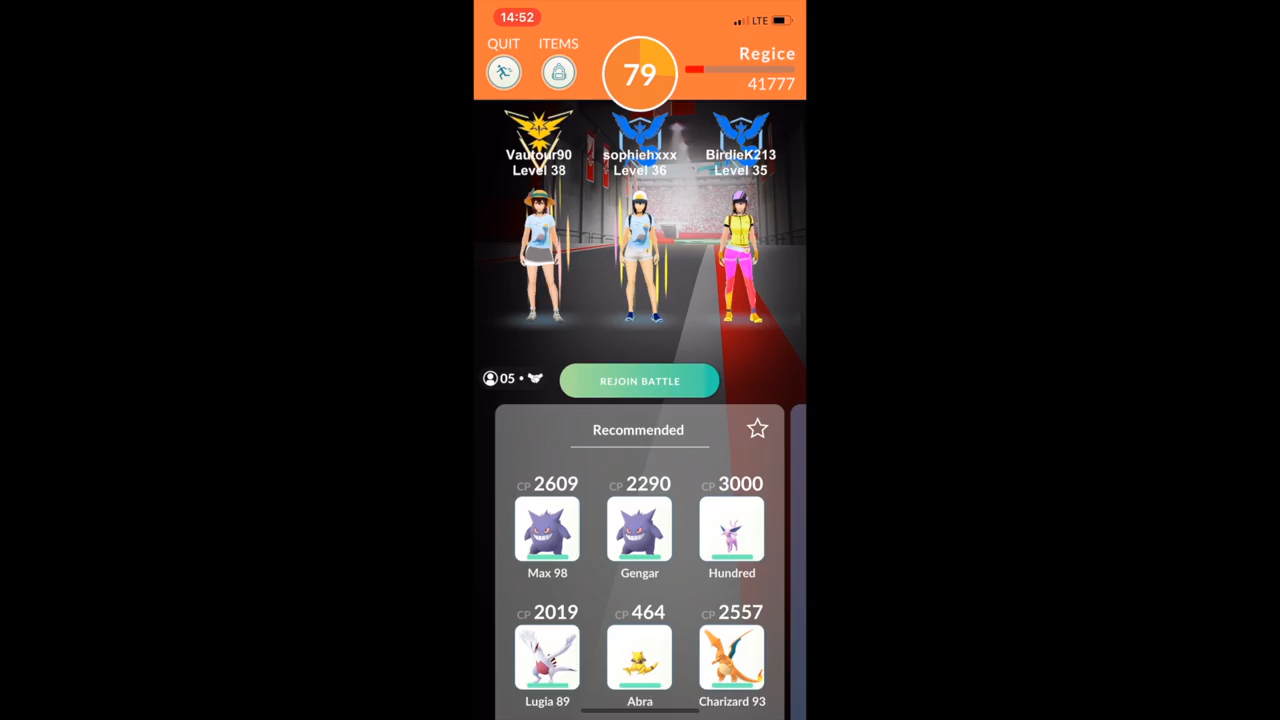 14:52
LTE
QUIT
ITEMS
79
Regice
41777
Vautour90
Level 38
sophiehxxx
Level 36
BirdieK213
Level 35
05 •
REJOIN BATTLE
Recommended
CP 2609
CP 2290
CP 3000
Max 98
Gengar
Hundred
CP 2019
CP 464
CP 2557
Lugia 89
Abra
Charizard 93